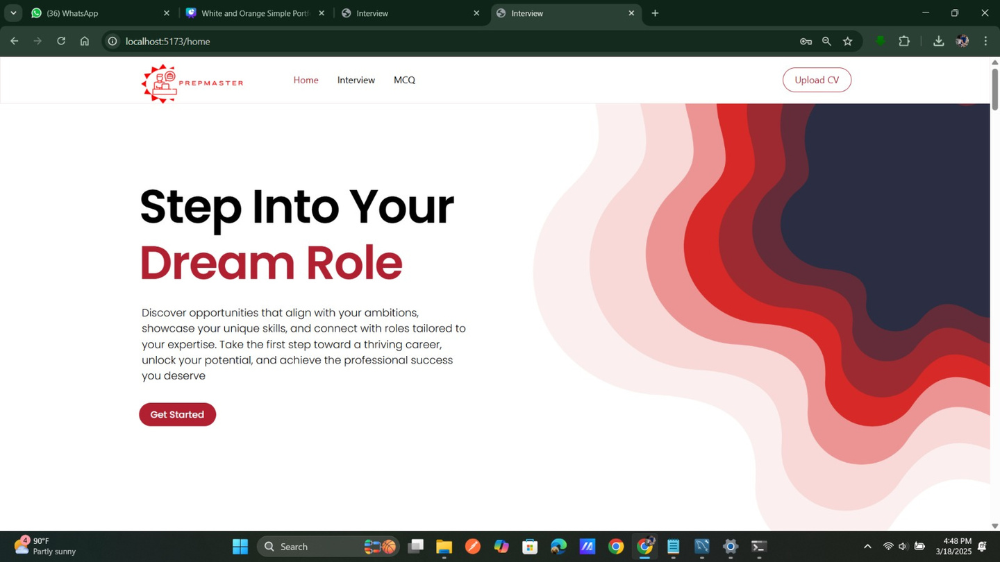 (36) WhatsApp
White and Orange Simple Portf
Interview
Interview
localhost:5173/home
PREPMASTER
Home
Interview
MCQ
Upload CV
Step Into Your
Dream Role
Discover opportunities that align with your ambitions,
showcase your unique skills, and connect with roles tailored to
your expertise. Take the first step toward a thriving career,
unlock your potential, and achieve the professional success
you deserve
Get Started
4
90°F
Partly sunny
Search
4:48 PM
3/18/2025